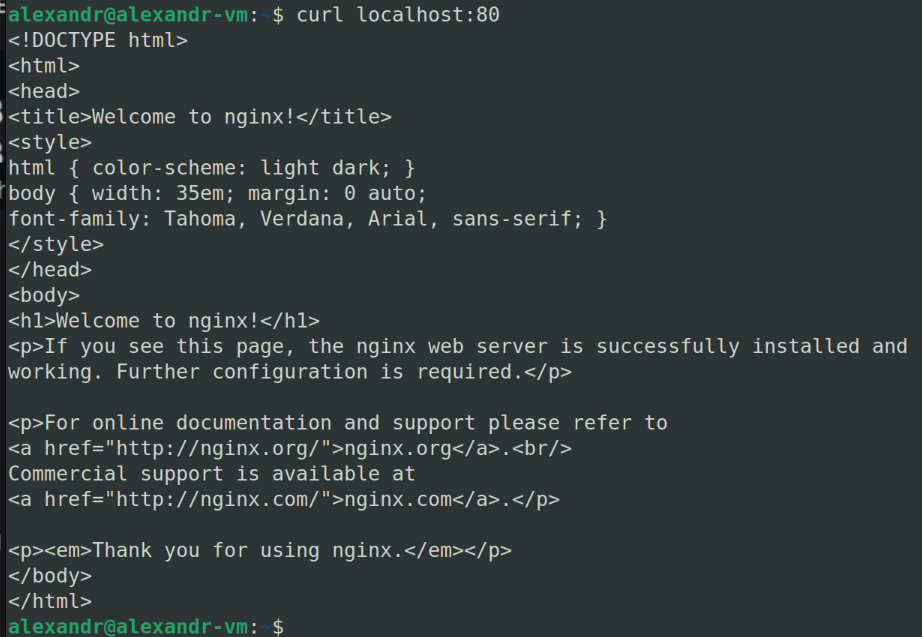 alexandr@alexandr-vm:~$ curl localhost:80
<!DOCTYPE html>
<html>
<head>
<title>Welcome to nginx!</title>
<style>
html { color-scheme: light dark; }
body { width: 35em; margin: 0 auto;
font-family: Tahoma, Verdana, Arial, sans-serif; }
</style>
</head>
<body>
<h1>Welcome to nginx!</h1>
<p>If you see this page, the nginx web server is successfully installed and
working. Further configuration is required.</p>

<p>For online documentation and support please refer to
<a href="http://nginx.org/">nginx.org</a>.<br/>
Commercial support is available at
<a href="http://nginx.com/">nginx.com</a>.</p>

<p><em>Thank you for using nginx.</em></p>
</body>
</html>
alexandr@alexandr-vm:~$